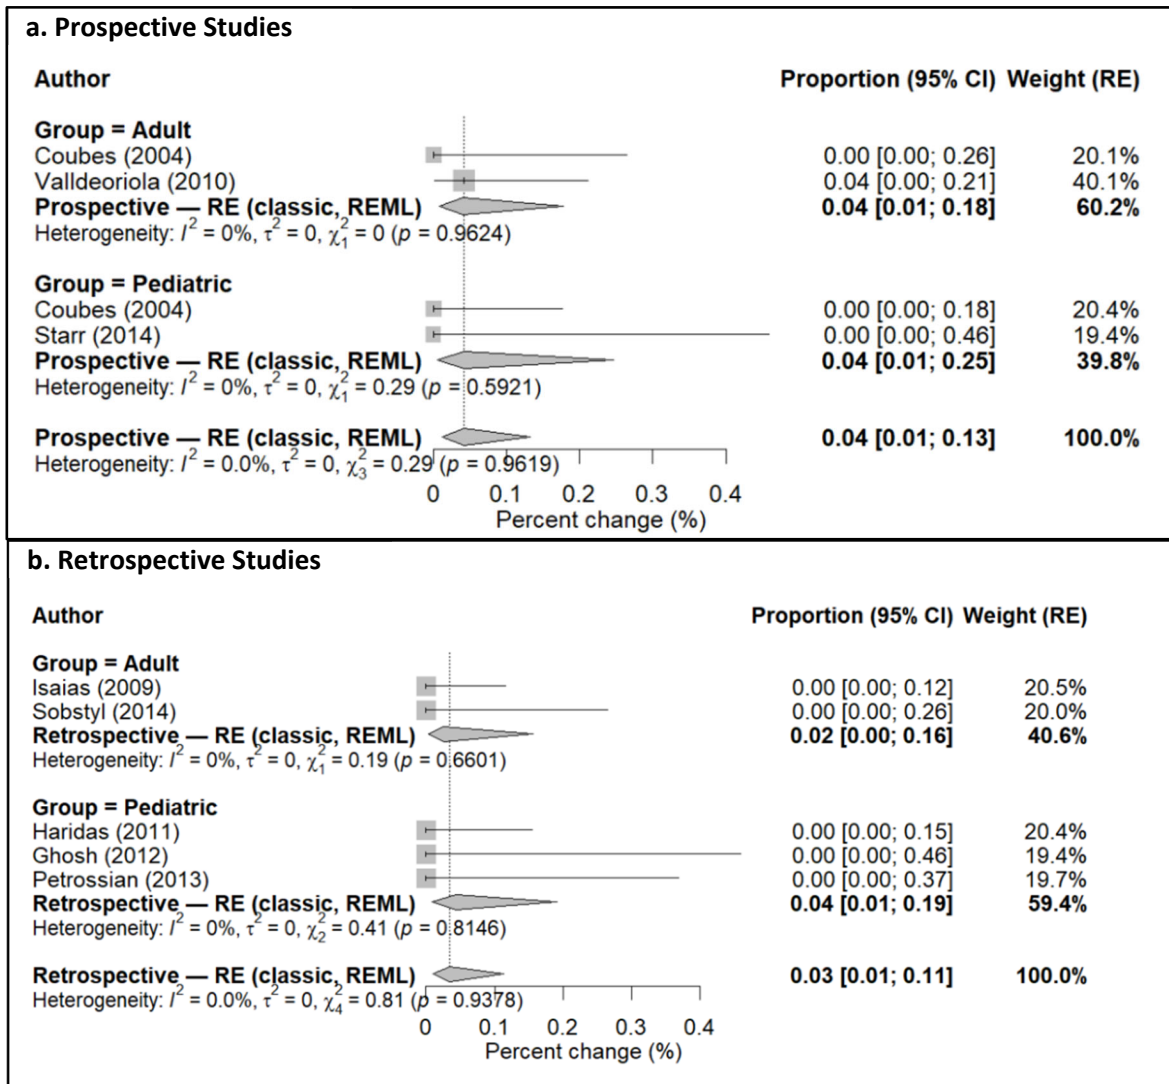 a. Prospective Studies
Author Proportion (95% CI) Weight (RE)
Group = Adult
Coubes (2004) 0.00 [0.00; 0.26] 20.1%
Valldeoriola (2010) 0.04 [0.00; 0.21] 40.1%
Prospective — RE (classic, REML) 0.04 [0.01; 0.18] 60.2%
Heterogeneity: I² = 0%, τ² = 0, χ²₁ = 0 (p = 0.9624)
Group = Pediatric
Coubes (2004) 0.00 [0.00; 0.18] 20.4%
Starr (2014) 0.00 [0.00; 0.46] 19.4%
Prospective — RE (classic, REML) 0.04 [0.01; 0.25] 39.8%
Heterogeneity: I² = 0%, τ² = 0, χ²₁ = 0.29 (p = 0.5921)
Prospective — RE (classic, REML) 0.04 [0.01; 0.13] 100.0%
Heterogeneity: I² = 0.0%, τ² = 0, χ²₃ = 0.29 (p = 0.9619)
0 0.1 0.2 0.3 0.4
Percent change (%)
b. Retrospective Studies
Author Proportion (95% CI) Weight (RE)
Group = Adult
Isaias (2009) 0.00 [0.00; 0.12] 20.5%
Sobstyl (2014) 0.00 [0.00; 0.26] 20.0%
Retrospective — RE (classic, REML) 0.02 [0.00; 0.16] 40.6%
Heterogeneity: I² = 0%, τ² = 0, χ²₁ = 0.19 (p = 0.6601)
Group = Pediatric
Haridas (2011) 0.00 [0.00; 0.15] 20.4%
Ghosh (2012) 0.00 [0.00; 0.46] 19.4%
Petrossian (2013) 0.00 [0.00; 0.37] 19.7%
Retrospective — RE (classic, REML) 0.04 [0.01; 0.19] 59.4%
Heterogeneity: I² = 0%, τ² = 0, χ²₂ = 0.41 (p = 0.8146)
Retrospective — RE (classic, REML) 0.03 [0.01; 0.11] 100.0%
Heterogeneity: I² = 0.0%, τ² = 0, χ²₄ = 0.81 (p = 0.9378)
0 0.1 0.2 0.3 0.4
Percent change (%)